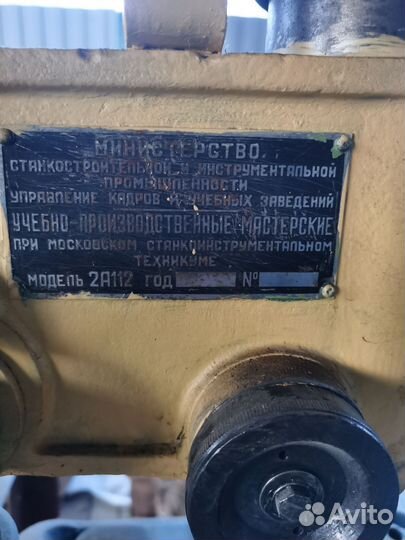 МИНИСТЕРСТВО
СТАНКОСТРОИТЕЛЬНОЙ И ИНСТРУМЕНТАЛЬНОЙ
ПРОМЫШЛЕННОСТИ
УПРАВЛЕНИЕ КАДРОВ И УЧЕБНЫХ ЗАВЕДЕНИЙ
УЧЕБНО-ПРОИЗВОДСТВЕННЫЕ МАСТЕРСКИЕ
ПРИ МОСКОВСКОМ СТАНКОИНСТРУМЕНТАЛЬНОМ
ТЕХНИКУМЕ
МОДЕЛЬ 2А112 ГОД № 
Avito